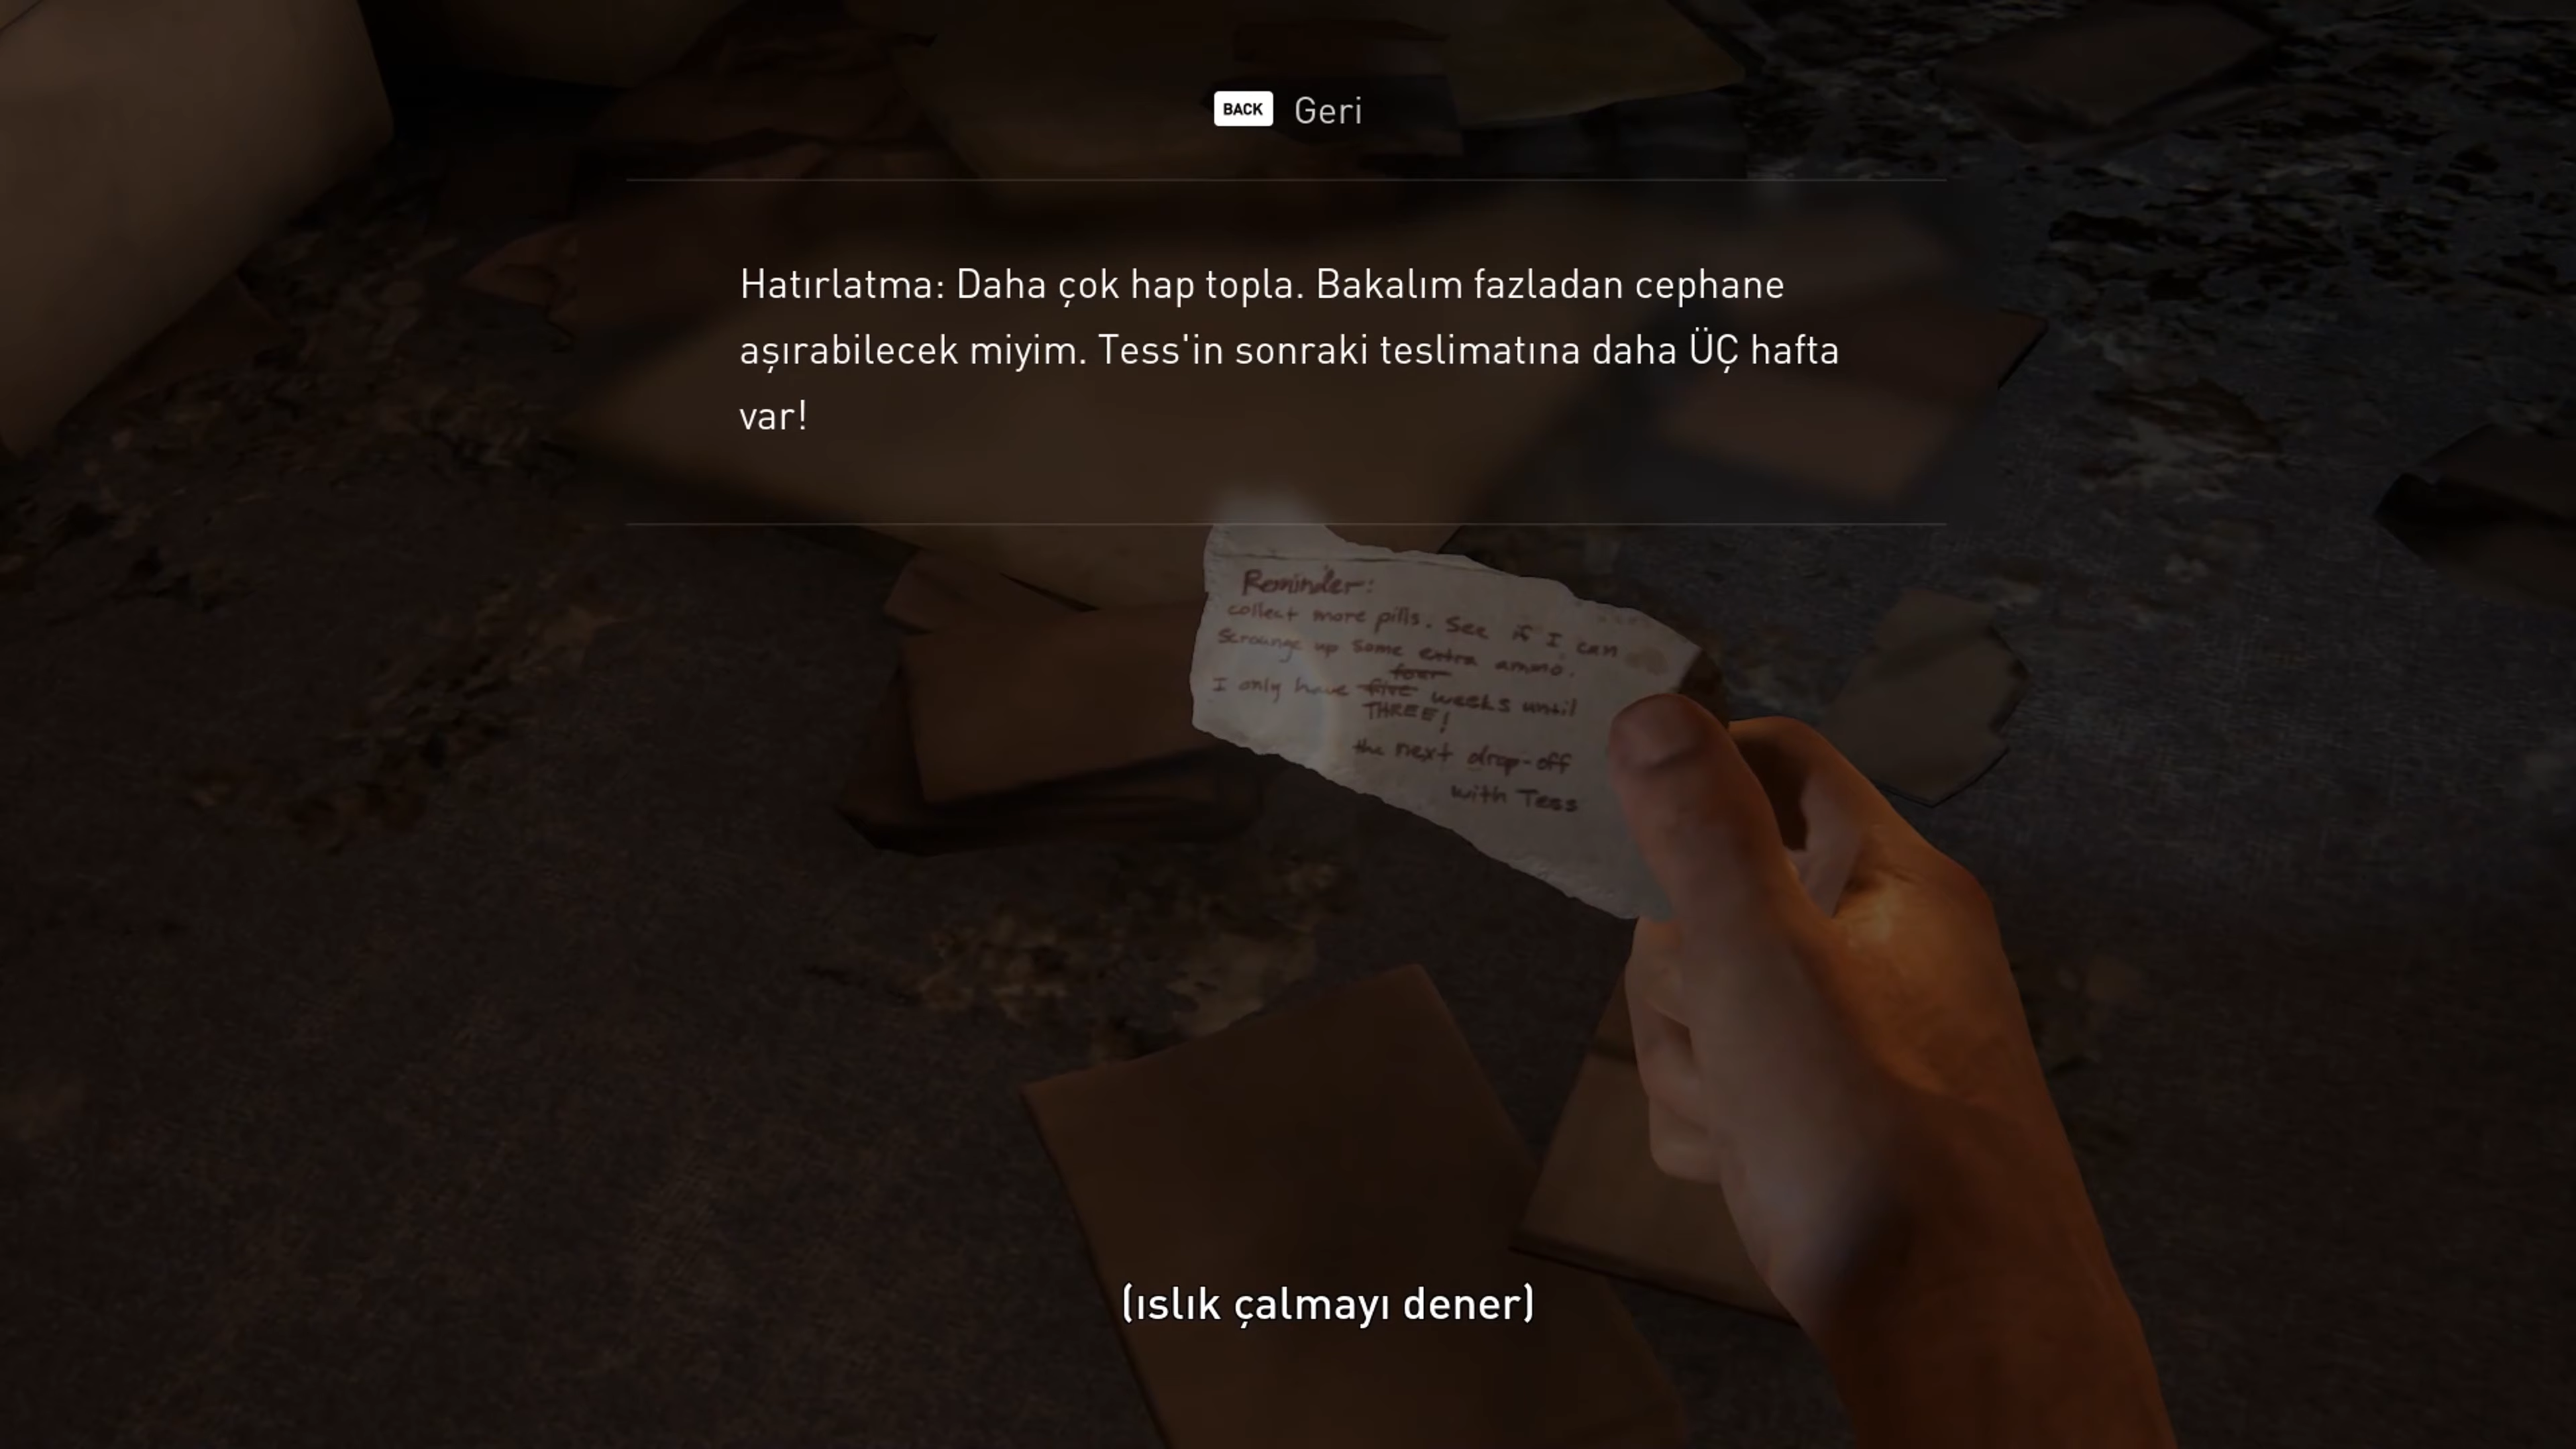 BACK Geri
Hatırlatma: Daha çok hap topla. Bakalım fazladan cephane
aşırabilecek miyim. Tess'in sonraki teslimatına daha ÜÇ hafta
var!
Reminder:
collect more pills. See if I can
scrounge up some extra ammo.
four
I only have five weeks until
THREE!
the next drop-off
with Tess
(ıslık çalmayı dener)